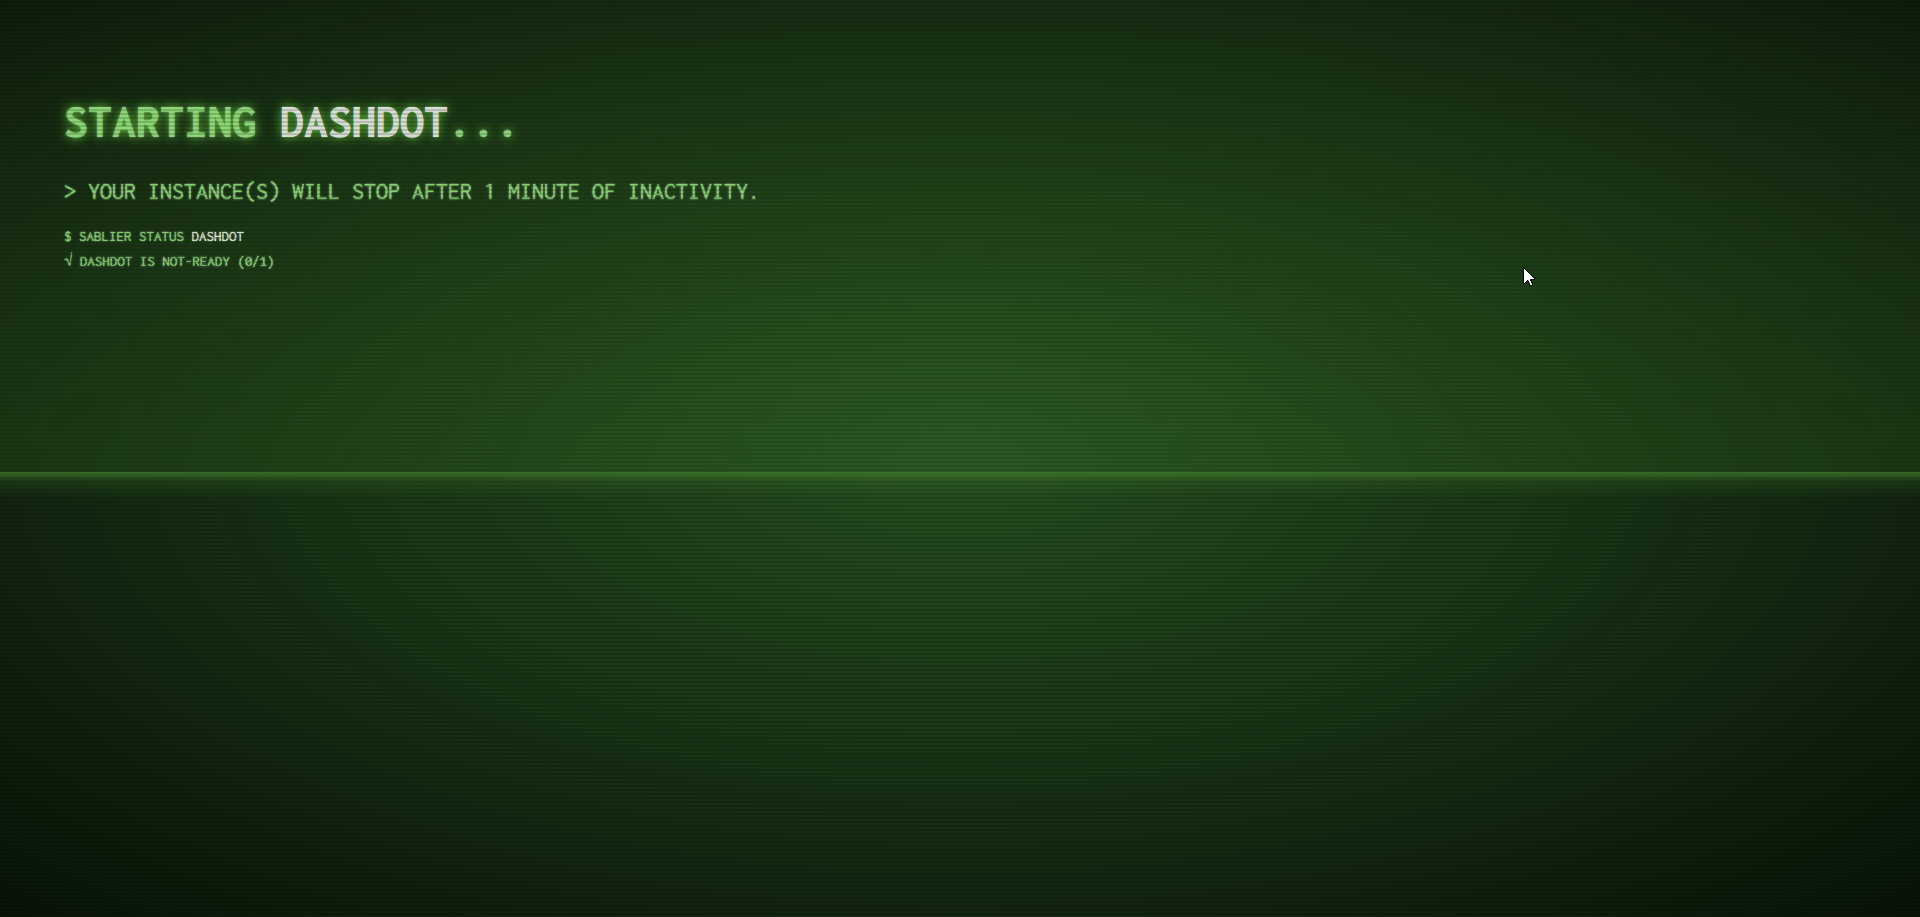 STARTING DASHDOT...
> YOUR INSTANCE(S) WILL STOP AFTER 1 MINUTE OF INACTIVITY.
$ SABLIER STATUS DASHDOT
√ DASHDOT IS NOT-READY (0/1)